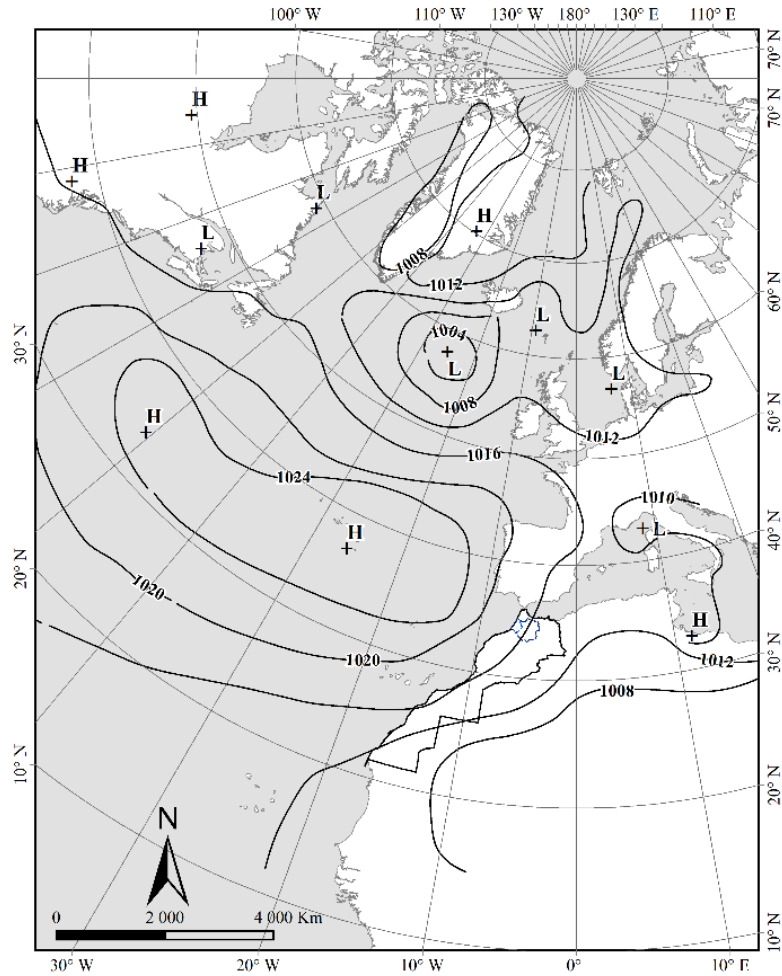 100° W 110° W 130° W 180° 130° E 110° E
70° N
70° N
60° N
50° N
40° N
30° N
20° N
10° N
30° N
20° N
10° N
H
H
L
L
H
L
L
L
H
H
L
H
1008
1012
1004
1008
1012
1016
1024
1010
1020
1020
1012
1008
N
0 2 000 4 000 Km
30° W 20° W 10° W 0° 10° E